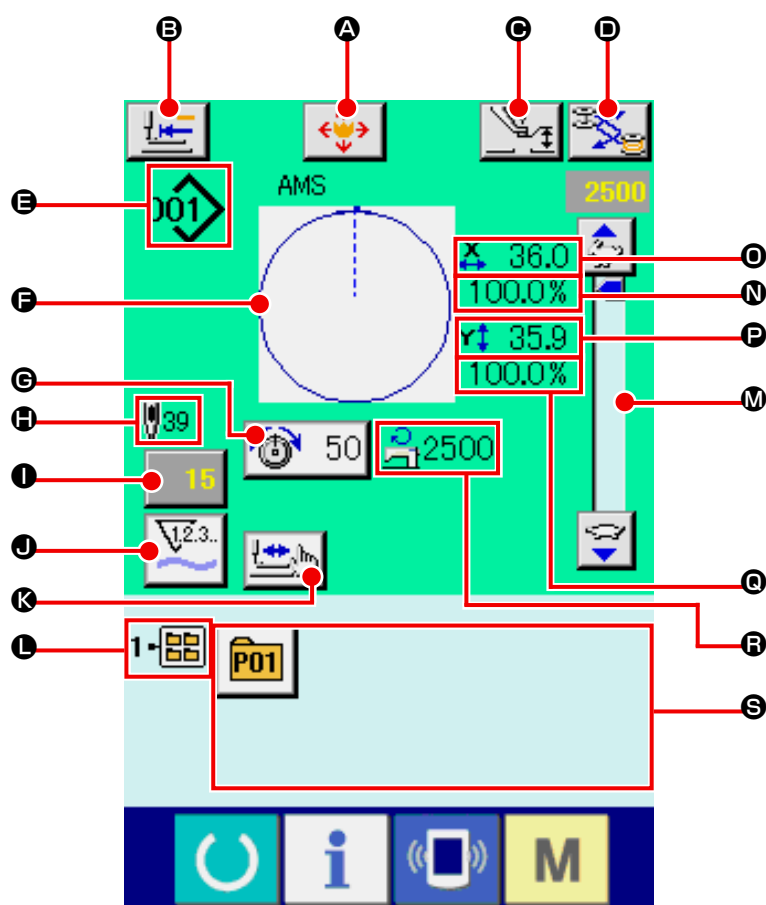 B A C D
E 001 AMS 2500
X 36.0 O
F 100.0% N
Y 35.9 P
G 100.0%
H 39 M
50 2500
I 15
J 1.2.3..
K Q
L 1 R
P01
S
i M